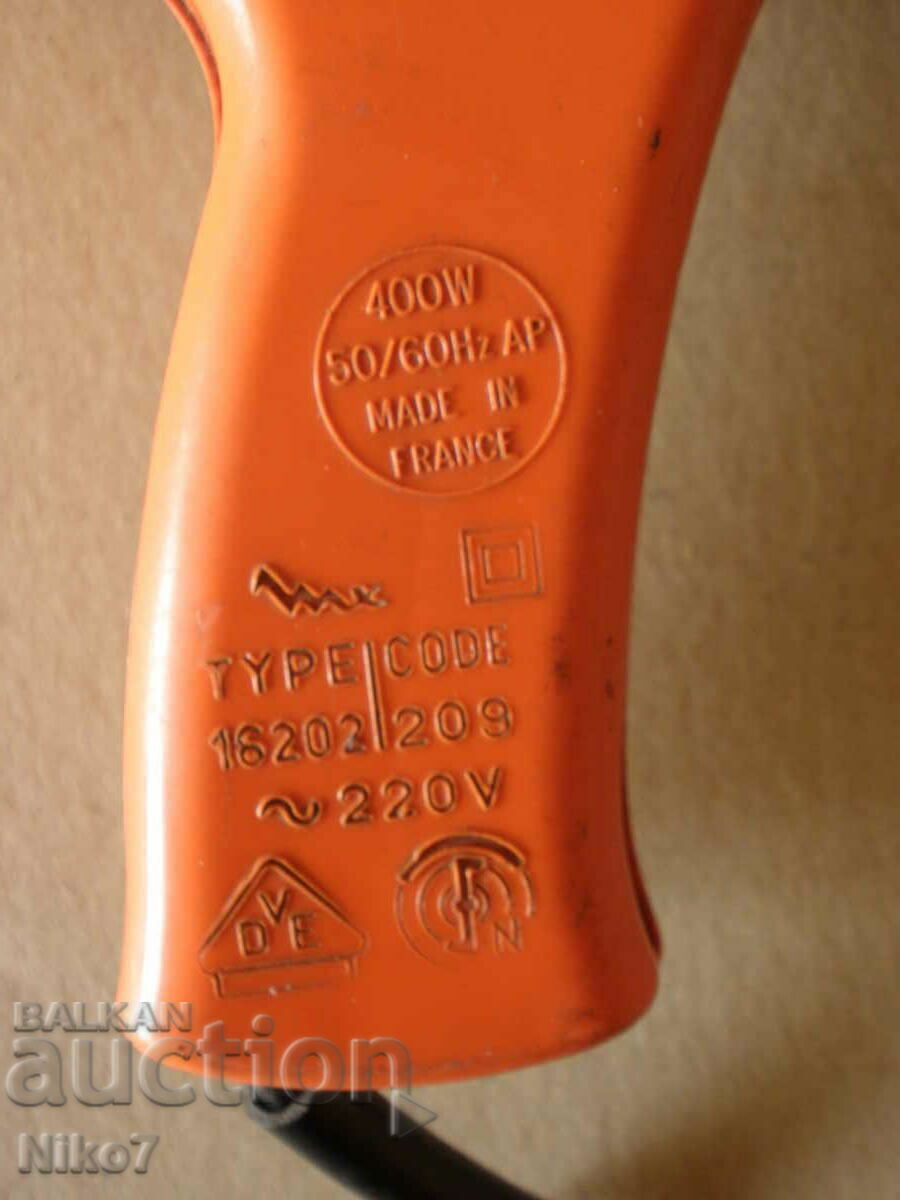 400W
50/60Hz AP
MADE IN
FRANCE
TYPE CODE
16202 209
~ 220V
VDE
N
BALKAN
auction
Niko7